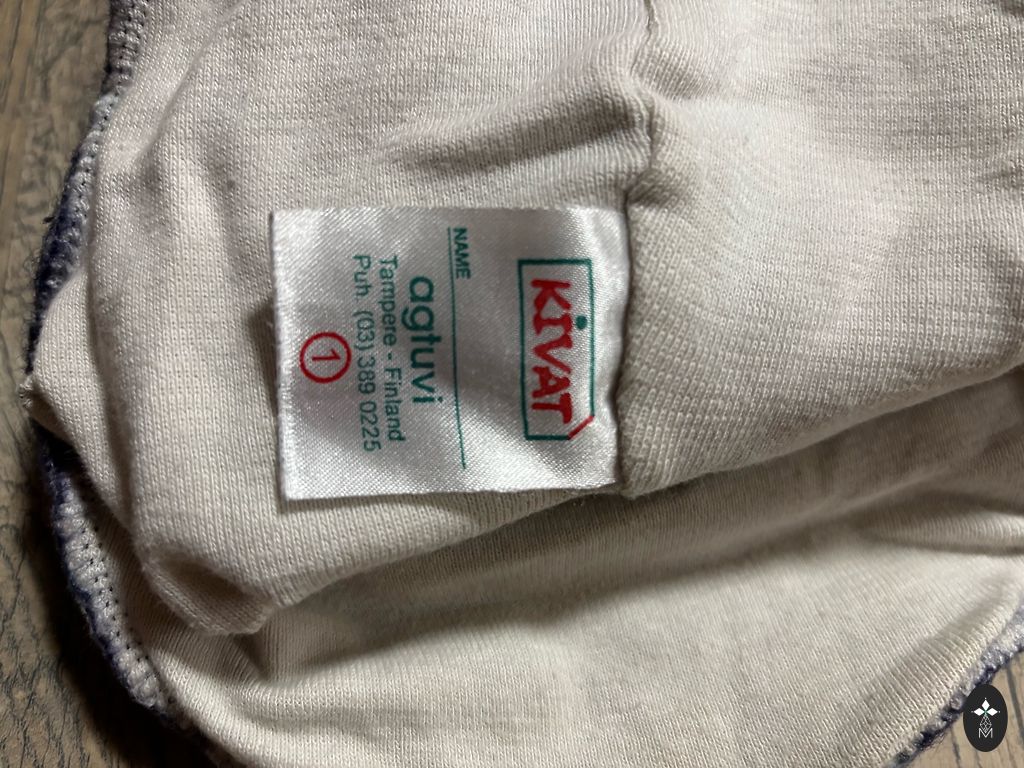 KiVAT
NAME
agtuvi
Tampere - Finland
Puh. (03) 389 0225
1
M